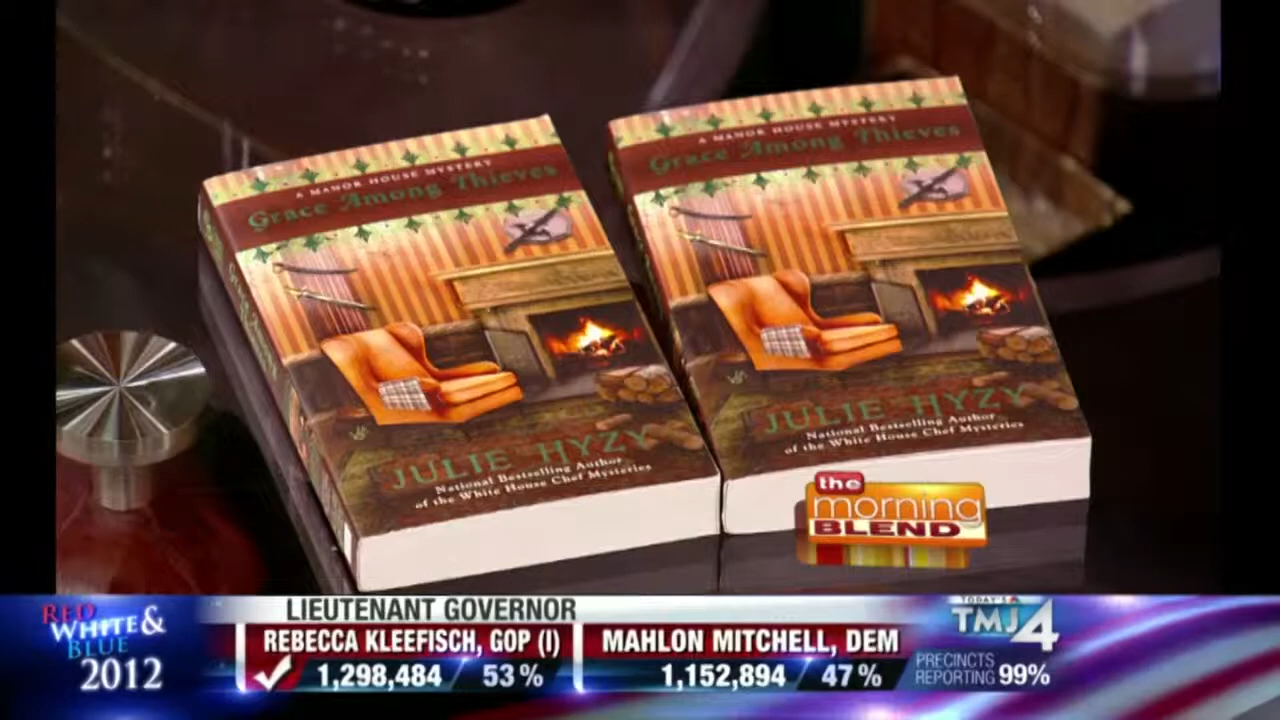 A MANOR HOUSE MYSTERY
Grace Among Thieves
JULIE HYZY
National Bestselling Author
of the White House Chef Mysteries
A MANOR HOUSE MYSTERY
Grace Among Thieves
JULIE HYZY
National Bestselling Author
of the White House Chef Mysteries
the
morning
BLEND
RED
WHITE &
BLUE
2012
LIEUTENANT GOVERNOR
REBECCA KLEEFISCH, GOP (I)
1,298,484 53%
MAHLON MITCHELL, DEM
1,152,894 47%
TODAY'S
TMJ4
PRECINCTS
REPORTING 99%